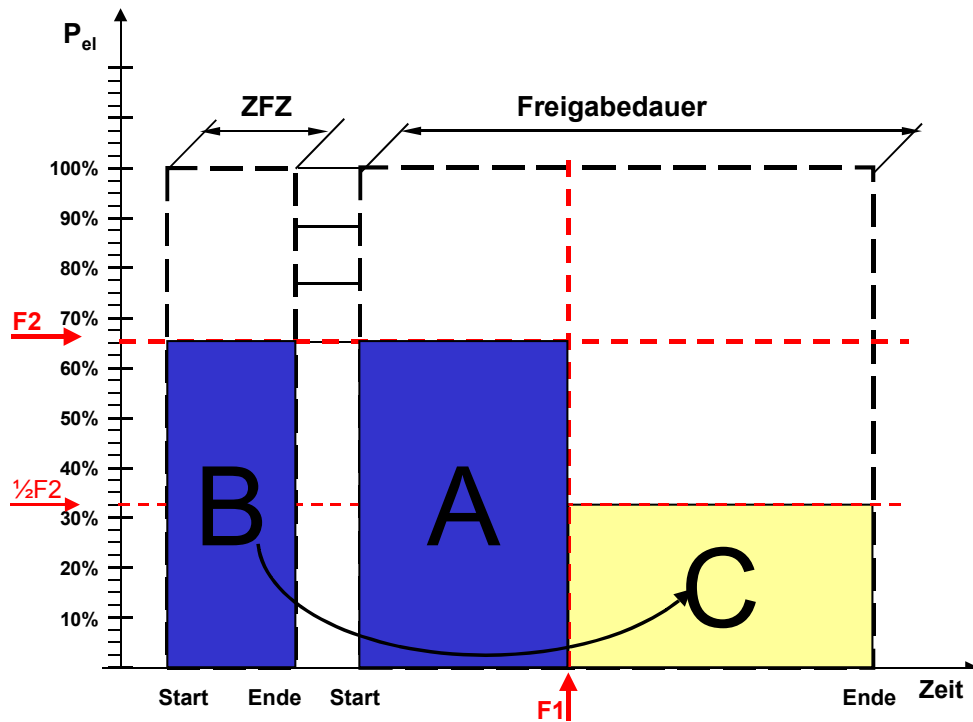 P_el
ZFZ
Freigabedauer
100%
90%
80%
70%
F2
60%
50%
40%
½F2
30%
20%
10%
B
A
C
Start
Ende
Start
F1
Ende
Zeit